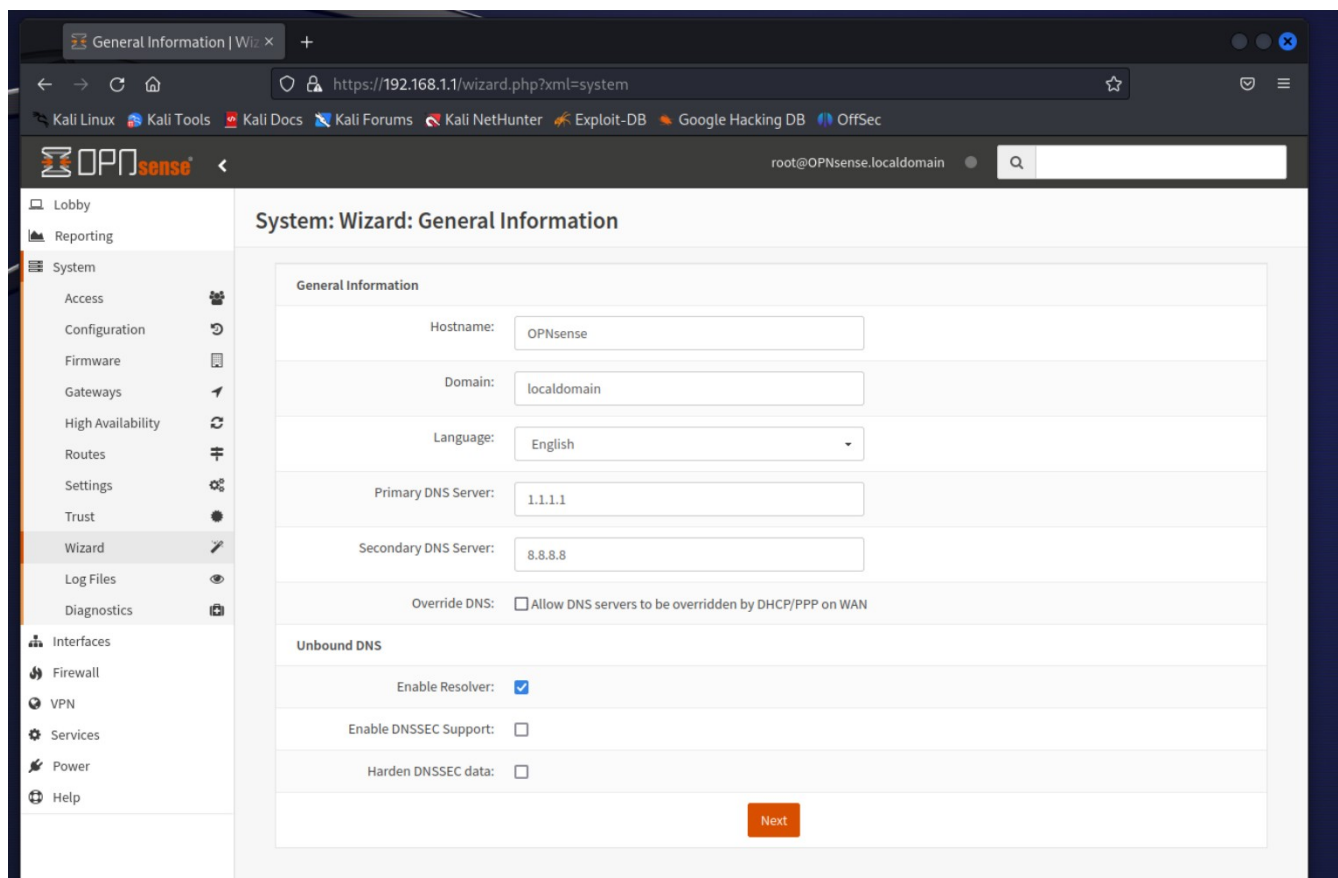 General Information | Wiz
https://192.168.1.1/wizard.php?xml=system
Kali Linux Kali Tools Kali Docs Kali Forums Kali NetHunter Exploit-DB Google Hacking DB OffSec
OPNsense root@OPNsense.localdomain
Lobby
Reporting
System
Access
Configuration
Firmware
Gateways
High Availability
Routes
Settings
Trust
Wizard
Log Files
Diagnostics
Interfaces
Firewall
VPN
Services
Power
Help
System: Wizard: General Information
General Information
Hostname: OPNsense
Domain: localdomain
Language: English
Primary DNS Server: 1.1.1.1
Secondary DNS Server: 8.8.8.8
Override DNS: Allow DNS servers to be overridden by DHCP/PPP on WAN
Unbound DNS
Enable Resolver:
Enable DNSSEC Support:
Harden DNSSEC data:
Next